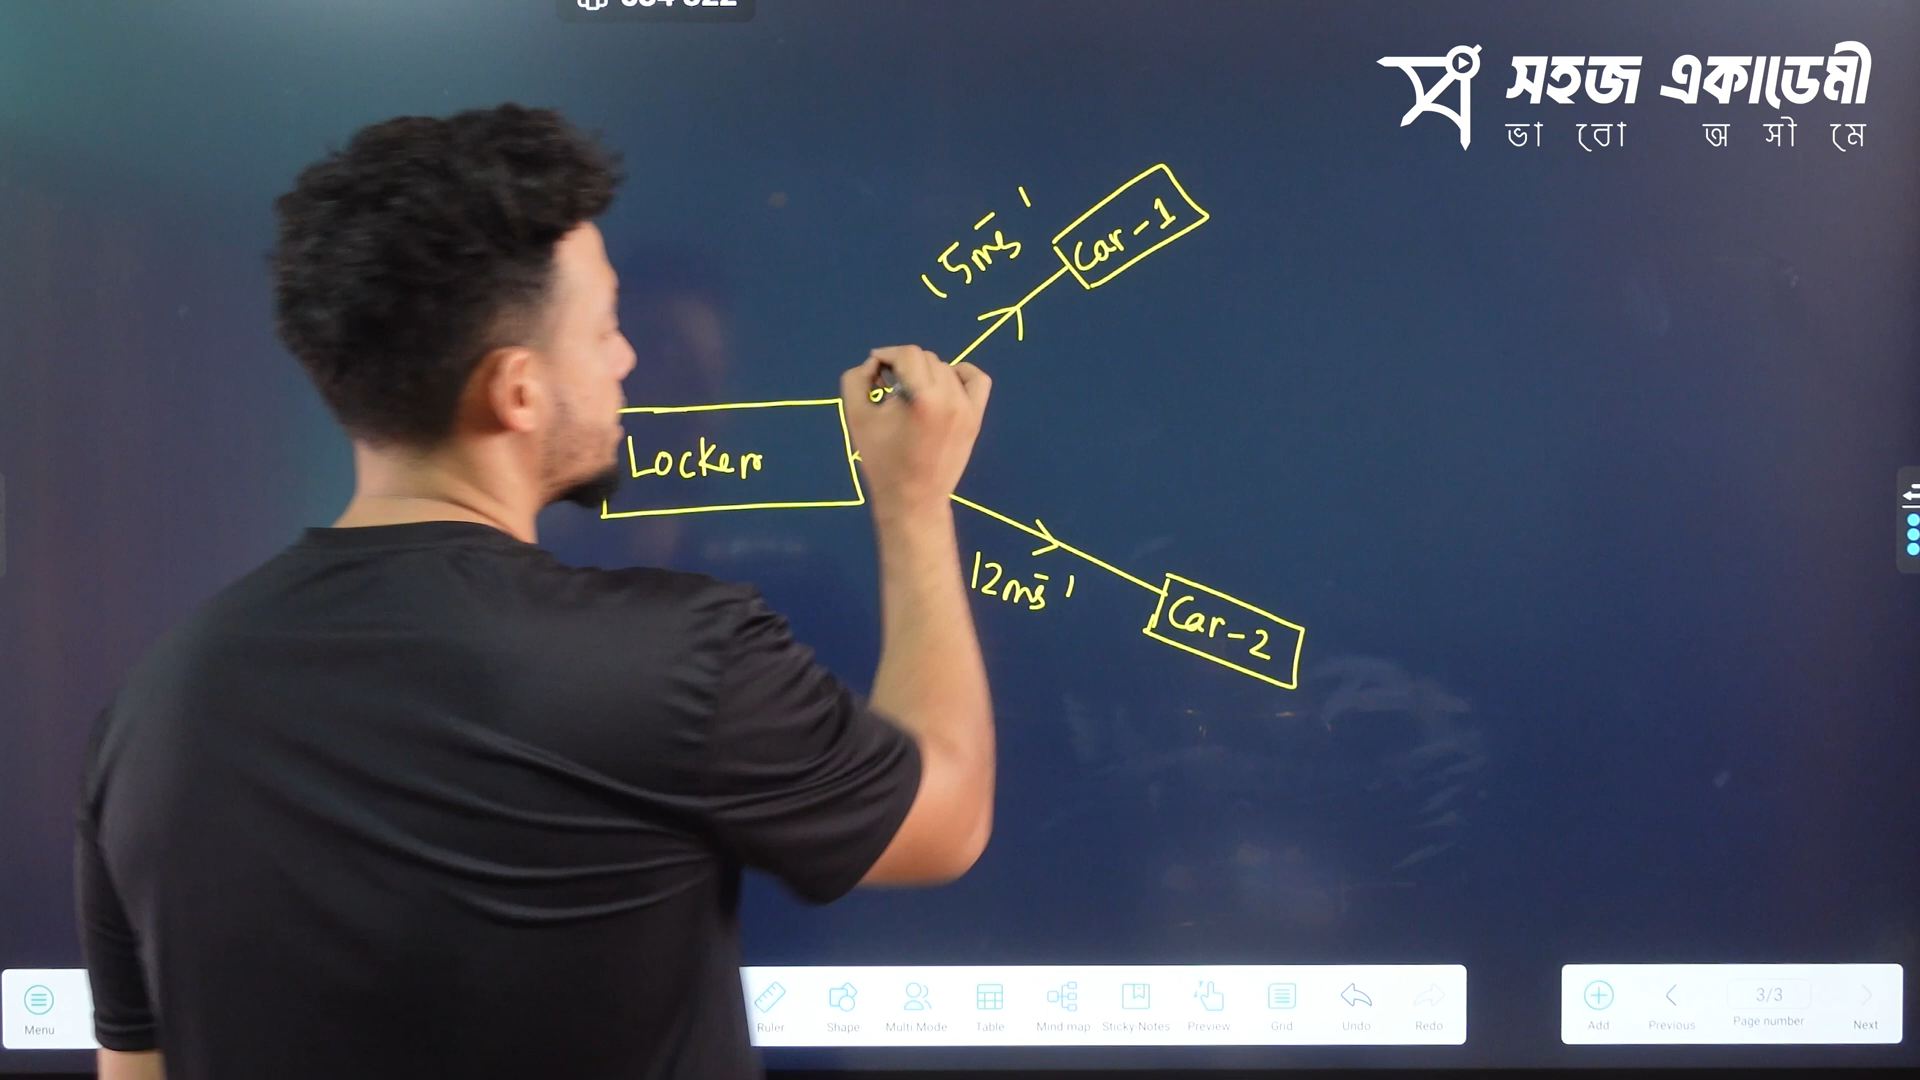 সহজ একাডেমী
ভাবো অসীমে
15ms⁻¹
Car-1
Locker
12ms⁻¹
Car-2
Menu
Ruler
Shape
Multi Mode
Table
Mind map
Sticky Notes
Preview
Grid
Undo
Redo
Add
Previous
3/3
Page number
Next